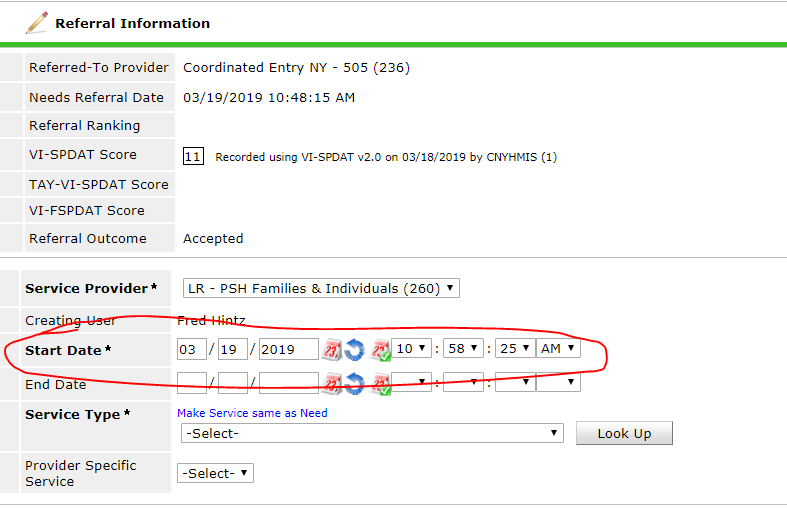 Referral Information
Referred-To Provider Coordinated Entry NY - 505 (236)
Needs Referral Date 03/19/2019 10:48:15 AM
Referral Ranking
VI-SPDAT Score 11 Recorded using VI-SPDAT v2.0 on 03/18/2019 by CNYHMIS (1)
TAY-VI-SPDAT Score
VI-FSPDAT Score
Referral Outcome Accepted
Service Provider* LR - PSH Families & Individuals (260)
Creating User Fred Hintz
Start Date* 03 / 19 / 2019 23 23 10 : 58 : 25 AM
End Date / / 23 23 : :
Service Type* Make Service same as Need
-Select- Look Up
Provider Specific
Service -Select-